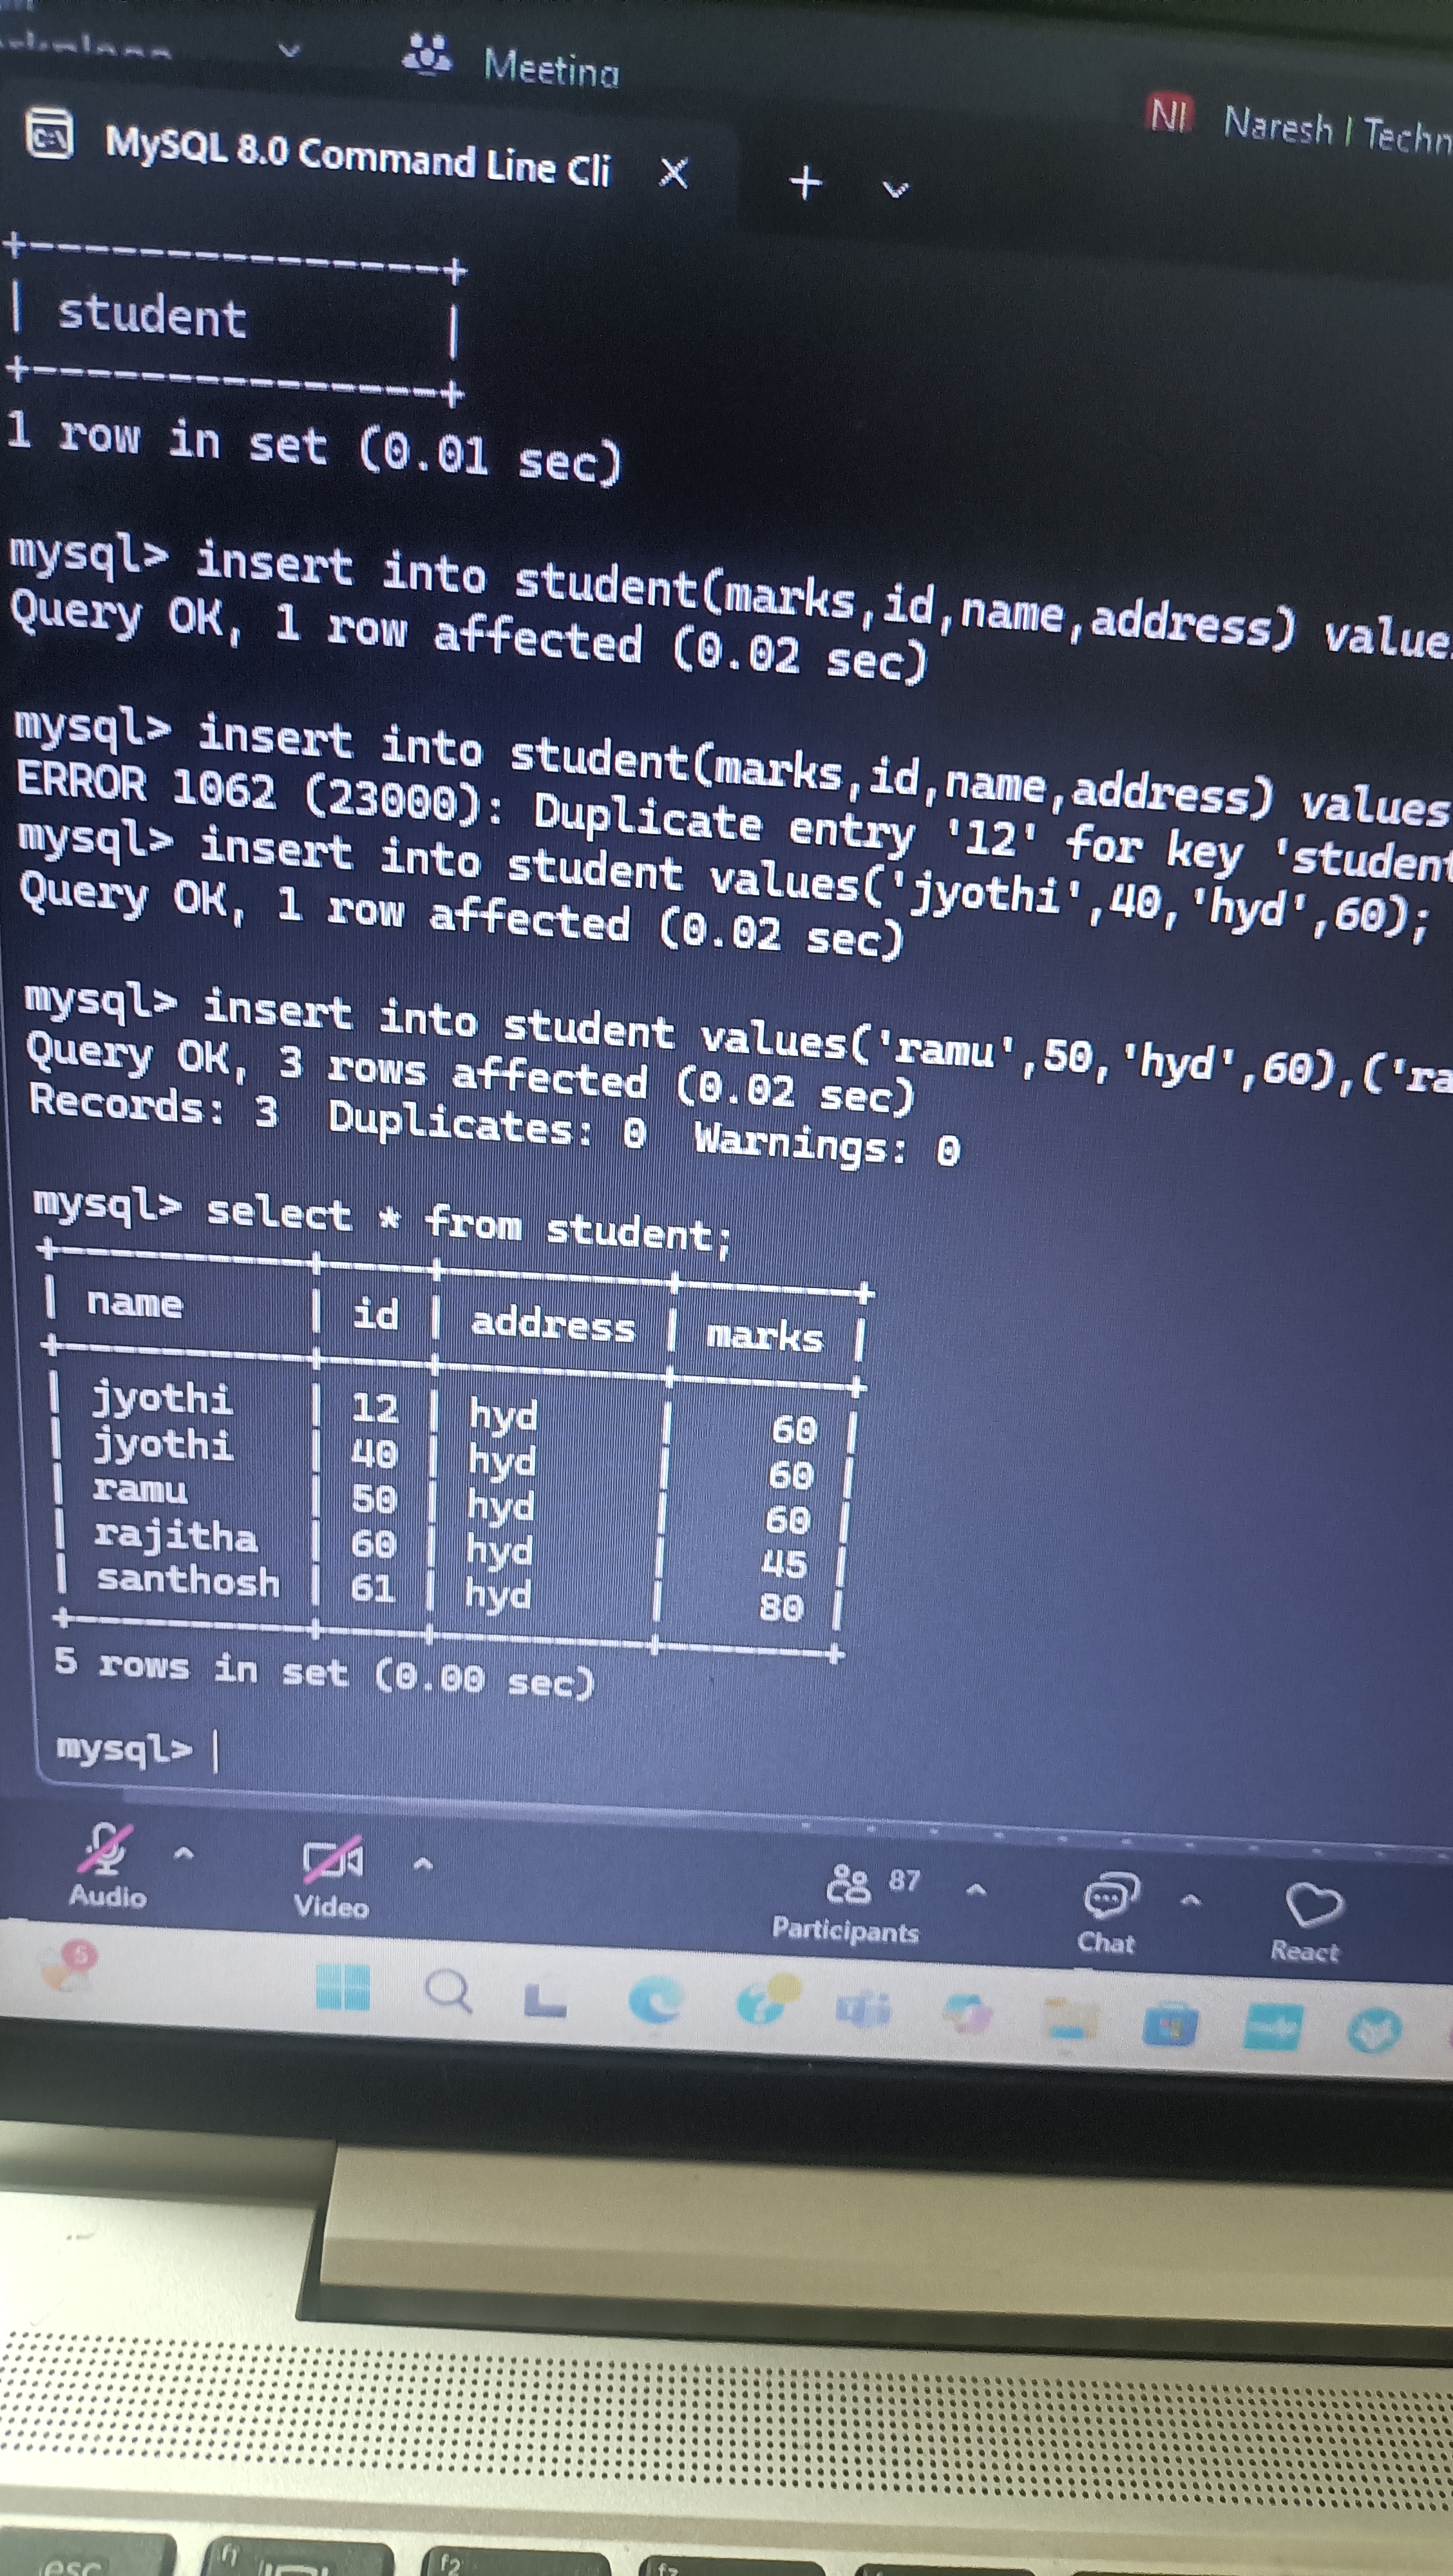 Meeting
NI Naresh I Techn
MySQL 8.0 Command Line Cli
+---------------+
| student |
+---------------+
1 row in set (0.01 sec)
mysql> insert into student(marks,id,name,address) value
Query OK, 1 row affected (0.02 sec)
mysql> insert into student(marks,id,name,address) values
ERROR 1062 (23000): Duplicate entry '12' for key 'student
mysql> insert into student values('jyothi',40,'hyd',60);
Query OK, 1 row affected (0.02 sec)
mysql> insert into student values('ramu',50,'hyd',60),('ra
Query OK, 3 rows affected (0.02 sec)
Records: 3 Duplicates: 0 Warnings: 0
mysql> select * from student;
+----------+----+---------+-------+
| name | id | address | marks |
+----------+----+---------+-------+
| jyothi | 12 | hyd | 60 |
| jyothi | 40 | hyd | 60 |
| ramu | 50 | hyd | 60 |
| rajitha | 60 | hyd | 45 |
| santhosh | 61 | hyd | 80 |
+----------+----+---------+-------+
5 rows in set (0.00 sec)
mysql>
Audio
Video
87
Participants
Chat
React
5
esc
f1
f2